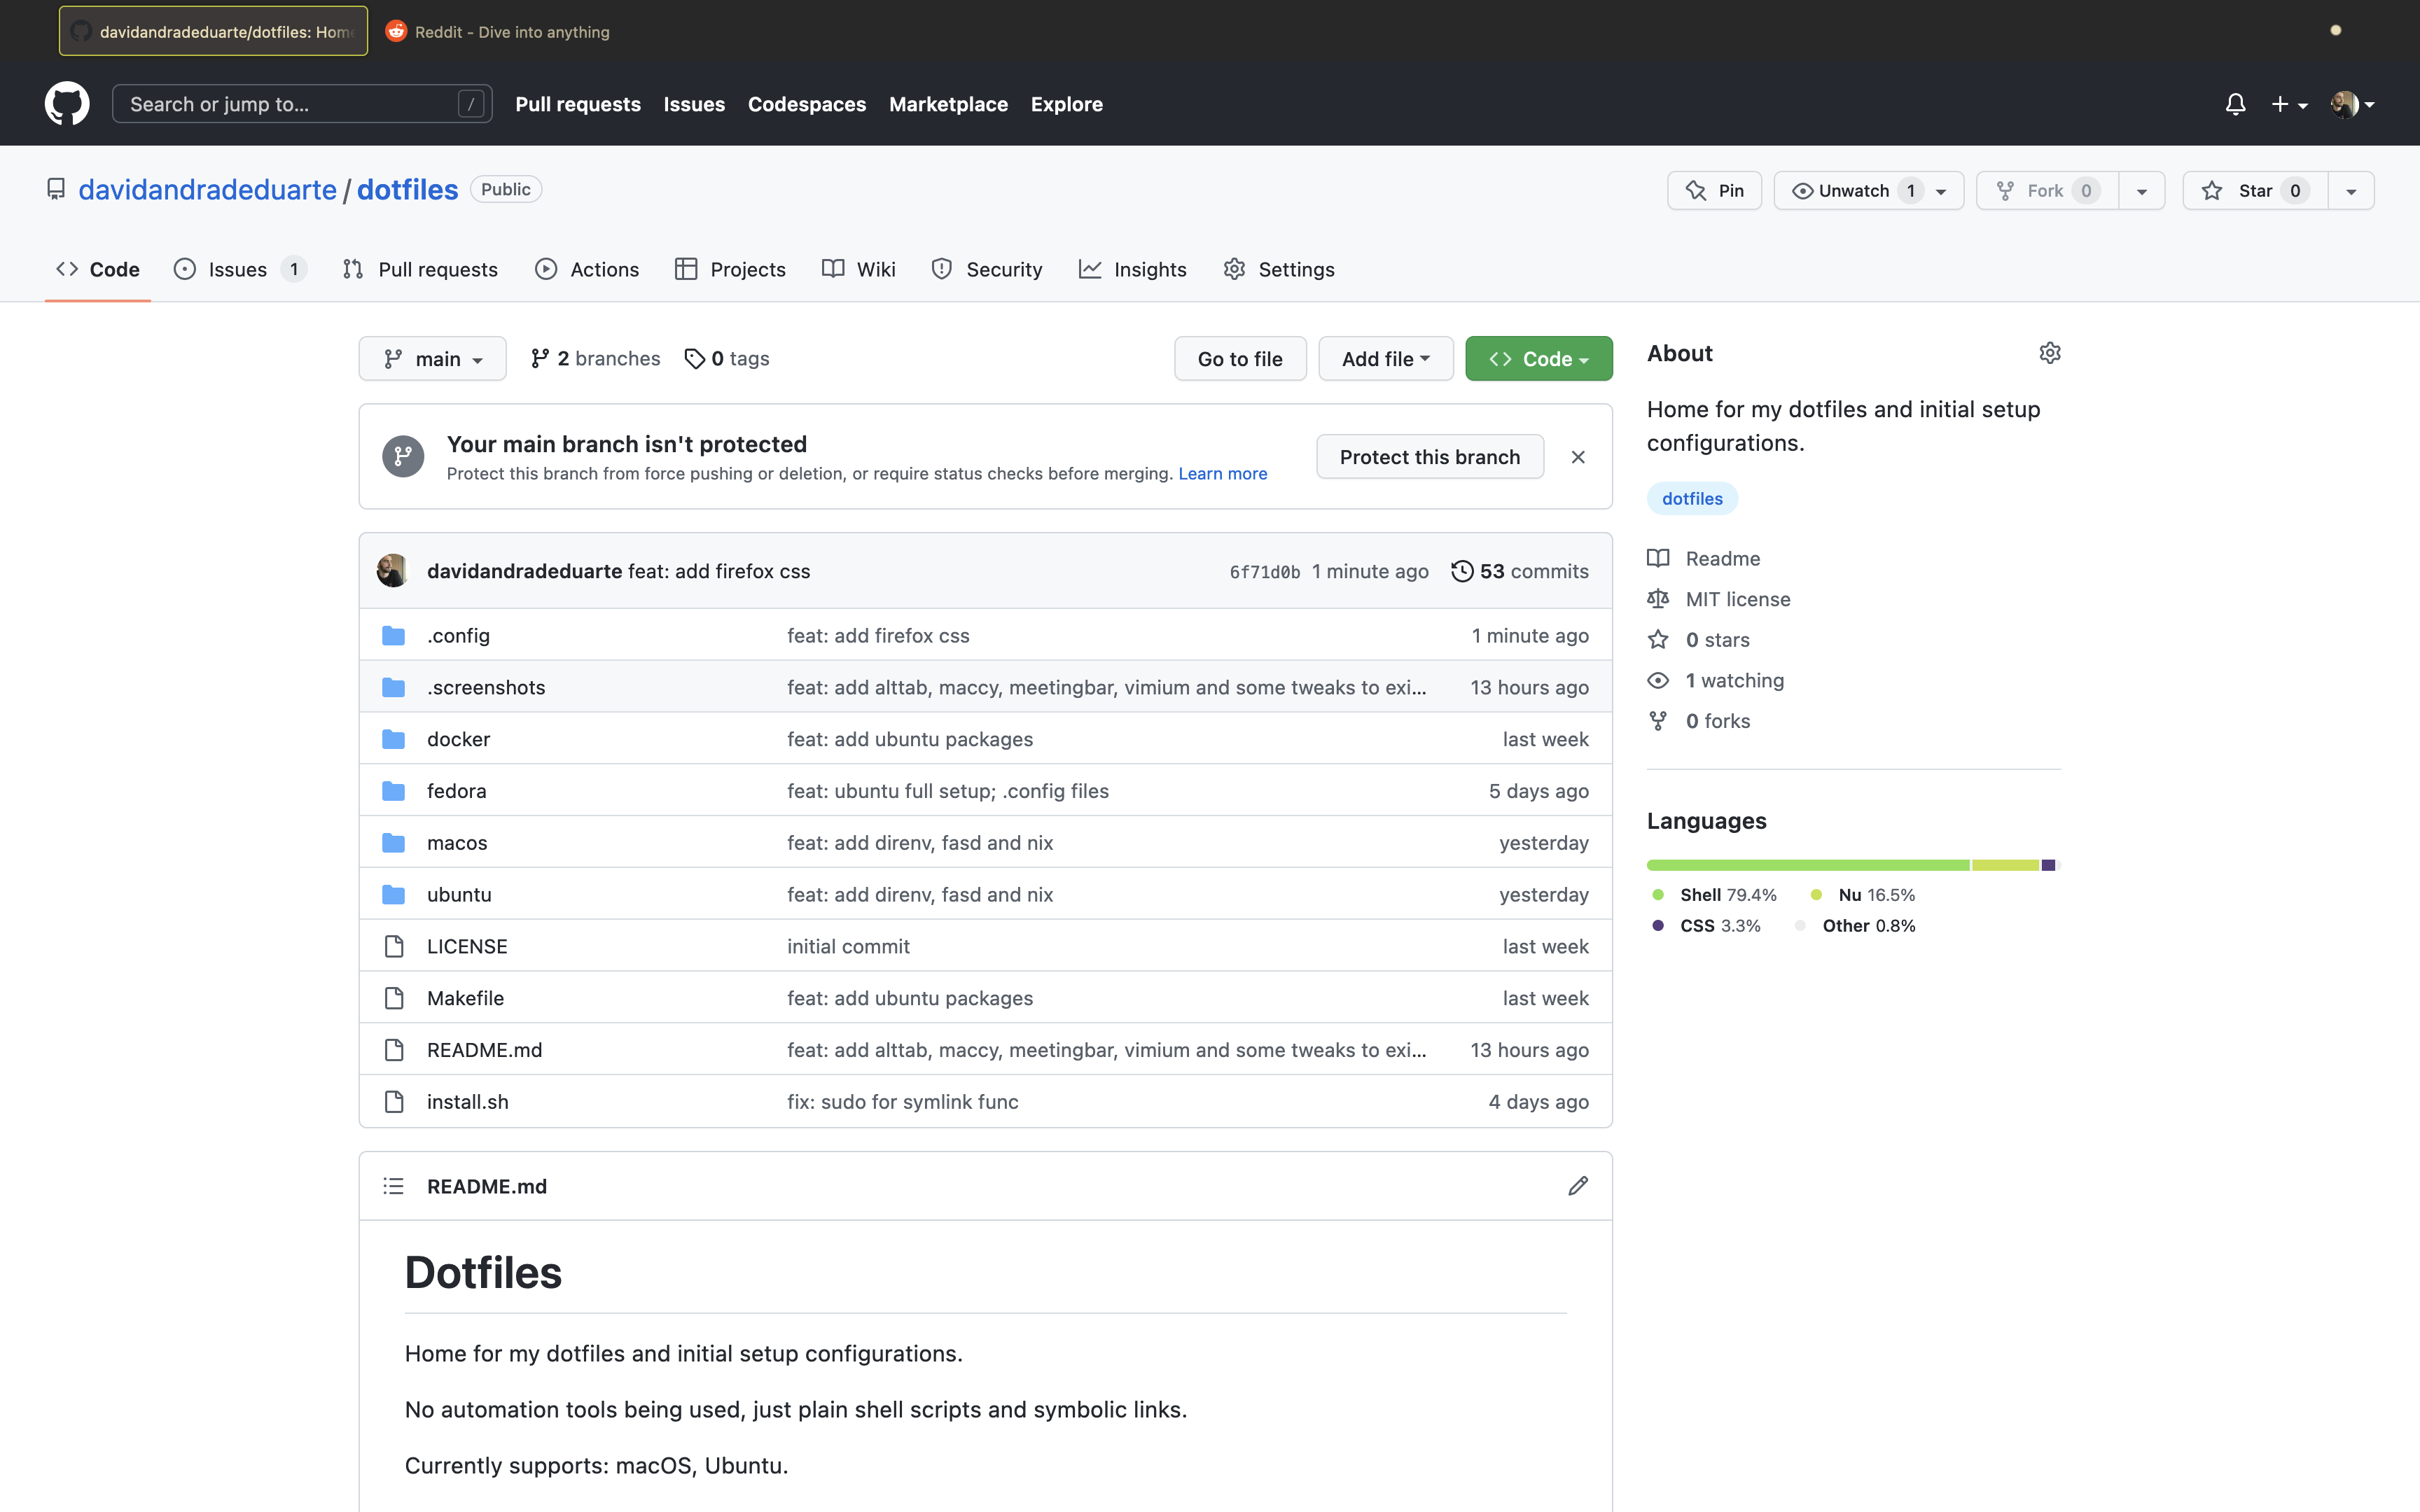 davidandradeduarte/dotfiles: Home
Reddit - Dive into anything
Search or jump to...
/
Pull requests
Issues
Codespaces
Marketplace
Explore
davidandradeduarte / dotfiles
Public
Pin
Unwatch 1
Fork 0
Star 0
Code
Issues 1
Pull requests
Actions
Projects
Wiki
Security
Insights
Settings
main
2 branches
0 tags
Go to file
Add file
Code
Your main branch isn't protected
Protect this branch from force pushing or deletion, or require status checks before merging. Learn more
Protect this branch
davidandradeduarte feat: add firefox css 6f71d0b 1 minute ago 53 commits
.config feat: add firefox css 1 minute ago
.screenshots feat: add alttab, maccy, meetingbar, vimium and some tweaks to exi... 13 hours ago
docker feat: add ubuntu packages last week
fedora feat: ubuntu full setup; .config files 5 days ago
macos feat: add direnv, fasd and nix yesterday
ubuntu feat: add direnv, fasd and nix yesterday
LICENSE initial commit last week
Makefile feat: add ubuntu packages last week
README.md feat: add alttab, maccy, meetingbar, vimium and some tweaks to exi... 13 hours ago
install.sh fix: sudo for symlink func 4 days ago
README.md
Dotfiles
Home for my dotfiles and initial setup configurations.
No automation tools being used, just plain shell scripts and symbolic links.
Currently supports: macOS, Ubuntu.
About
Home for my dotfiles and initial setup
configurations.
dotfiles
Readme
MIT license
0 stars
1 watching
0 forks
Languages
Shell 79.4% Nu 16.5%
CSS 3.3% Other 0.8%